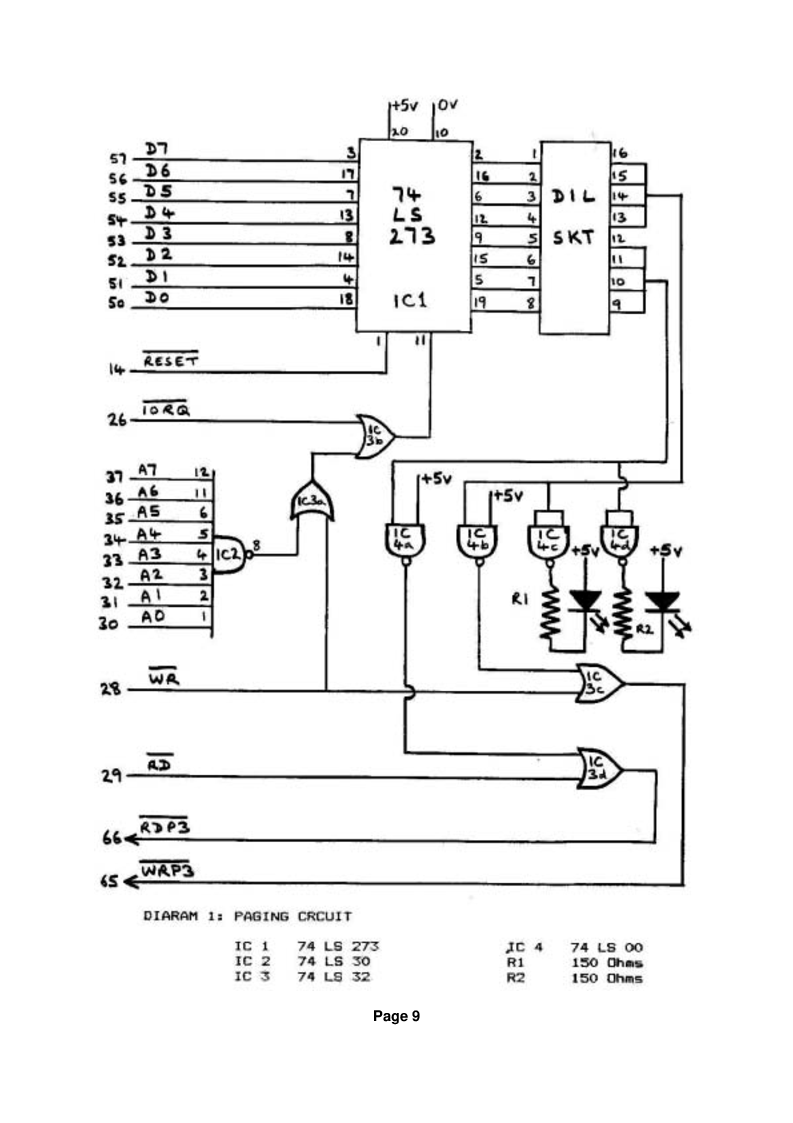 +5v 0v
20 10
57 D7 3 2 1 16
56 D6 17 16 2 15
55 D5 7 74 6 3 DIL 14
54 D4 13 LS 12 4 13
53 D3 8 273 9 5 SKT 12
52 D2 14 15 6 11
51 D1 4 5 7 10
50 D0 18 IC1 19 8 9
1 11
14 RESET
26 IORQ
IC 3b
37 A7 12
36 A6 11
35 A5 6
34 A4 5
33 A3 4
32 A2 3
31 A1 2
30 A0 1
IC2 8
IC3a
+5v +5v
IC 4a IC 4b IC 4c IC 4d
+5v +5v
R1 R2
28 WR
IC 3c
29 RD
IC 3d
66 RDP3
65 WRP3
DIARAM 1: PAGING CRCUIT
IC 1 74 LS 273 IC 4 74 LS 00
IC 2 74 LS 30 R1 150 Ohms
IC 3 74 LS 32 R2 150 Ohms
Page 9